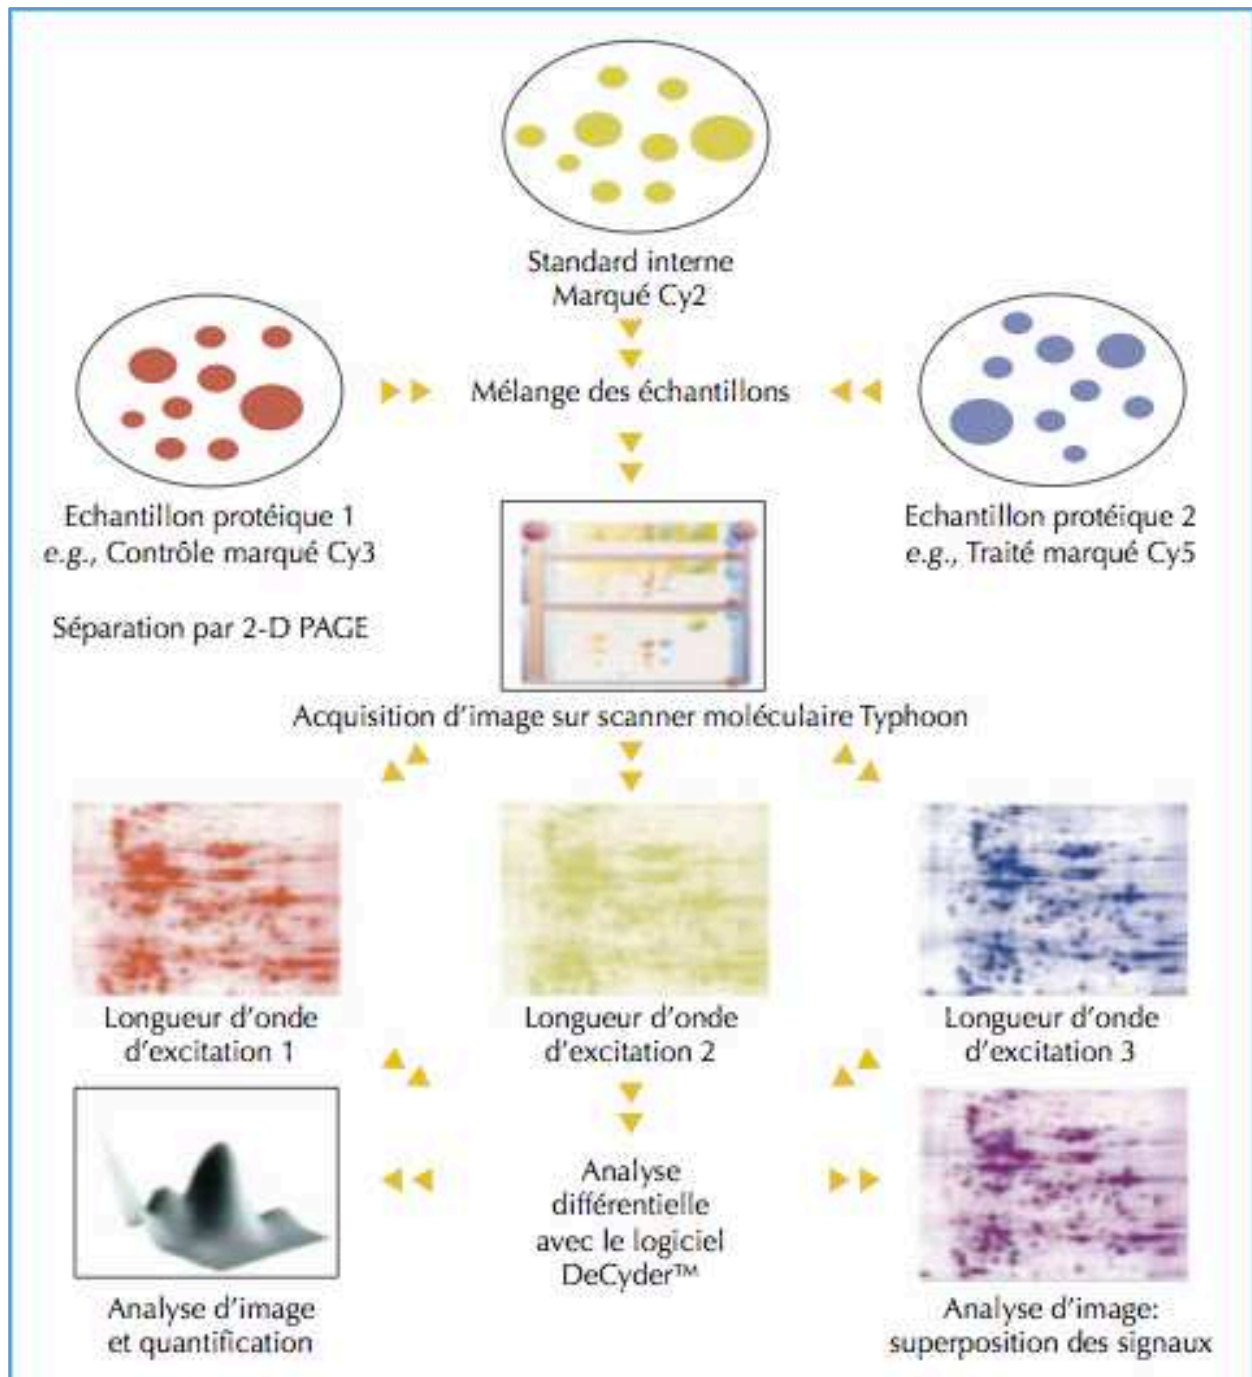 Standard interne
Marqué Cy2
Mélange des échantillons
Echantillon protéique 1
e.g., Contrôle marqué Cy3
Echantillon protéique 2
e.g., Traité marqué Cy5
Séparation par 2-D PAGE
Acquisition d'image sur scanner moléculaire Typhoon
Longueur d'onde
d'excitation 1
Longueur d'onde
d'excitation 2
Longueur d'onde
d'excitation 3
Analyse
différentielle
avec le logiciel
DeCyder™
Analyse d'image
et quantification
Analyse d'image:
superposition des signaux